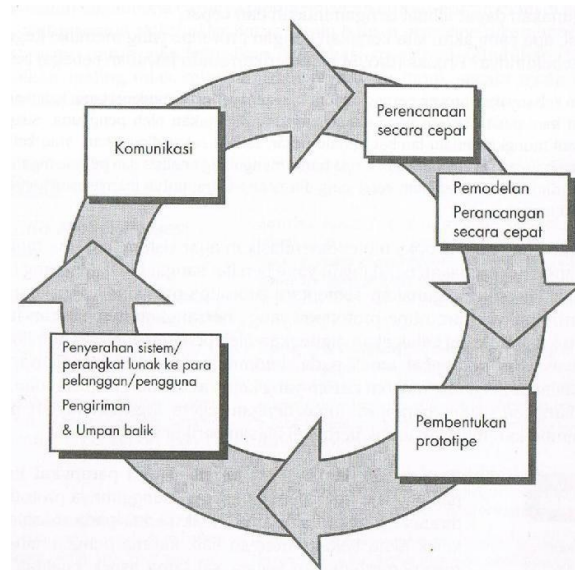 Komunikasi
Perencanaan
secara cepat
Pemodelan
Perancangan
secara cepat
Pembentukan
prototipe
Penyerahan sistem/
perangkat lunak ke para
pelanggan/pengguna
Pengiriman
& Umpan balik